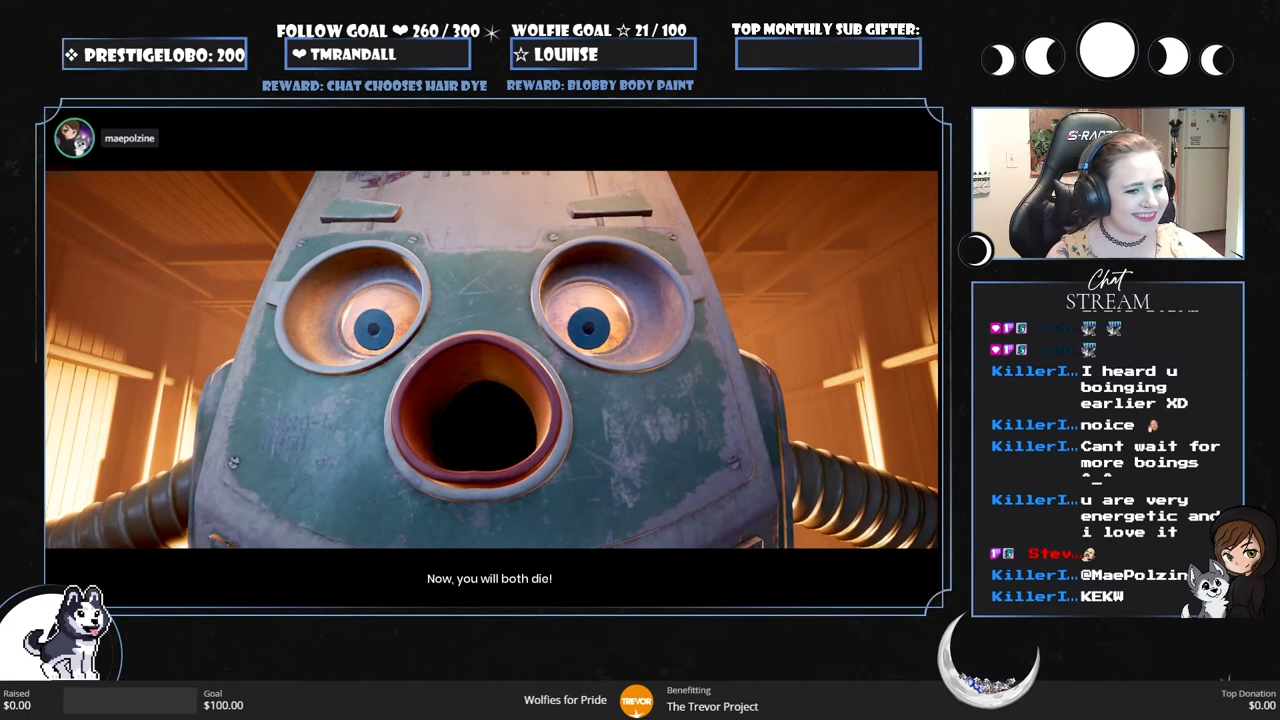 FOLLOW GOAL ❤ 260 / 300
WOLFIE GOAL ☆ 21 / 100
TOP MONTHLY SUB GIFTER:
❖ PRESTIGELOBO: 200
❤ TMRANDALL
☆ LOUIISE
REWARD: CHAT CHOOSES HAIR DYE
REWARD: BLOBBY BODY PAINT
maepolzine
Now, you will both die!
Chat
STREAM
KillerI... I heard u
boinging
earlier XD
KillerI... noice
KillerI... Cant wait for
more boings
^_^
KillerI... u are very
energetic and
i love it
Stev...
KillerI... @MaePolzin
KillerI... KEKW
Raised
$0.00
Goal
$100.00
Wolfies for Pride
TREVOR
Benefitting
The Trevor Project
Top Donation
$0.00